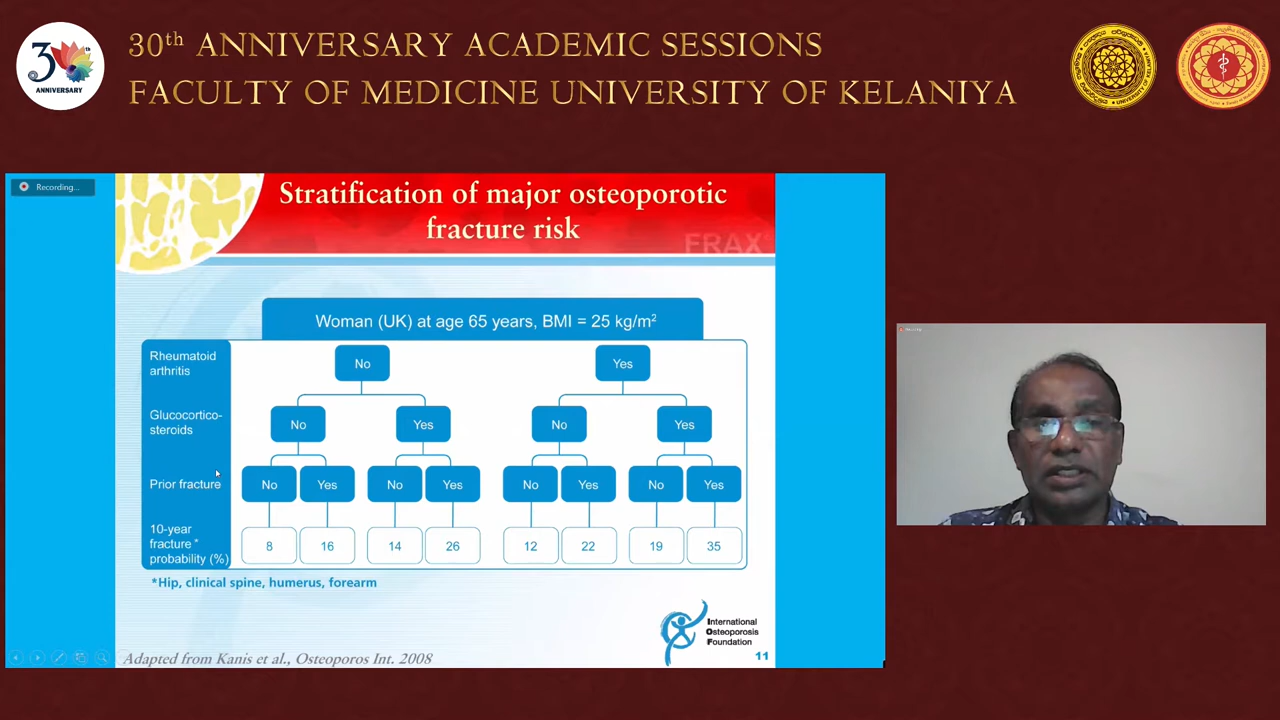 30th ANNIVERSARY ACADEMIC SESSIONS
FACULTY OF MEDICINE UNIVERSITY OF KELANIYA
30th
ANNIVERSARY
Recording...
Stratification of major osteoporotic
fracture risk
FRAX
Woman (UK) at age 65 years, BMI = 25 kg/m²
Rheumatoid
arthritis
No Yes
Glucocortico-
steroids
No Yes No Yes
Prior fracture
No Yes No Yes No Yes No Yes
10-year
fracture *
probability (%)
8 16 14 26 12 22 19 35
*Hip, clinical spine, humerus, forearm
International
Osteoporosis
Foundation
11
Adapted from Kanis et al., Osteoporos Int. 2008